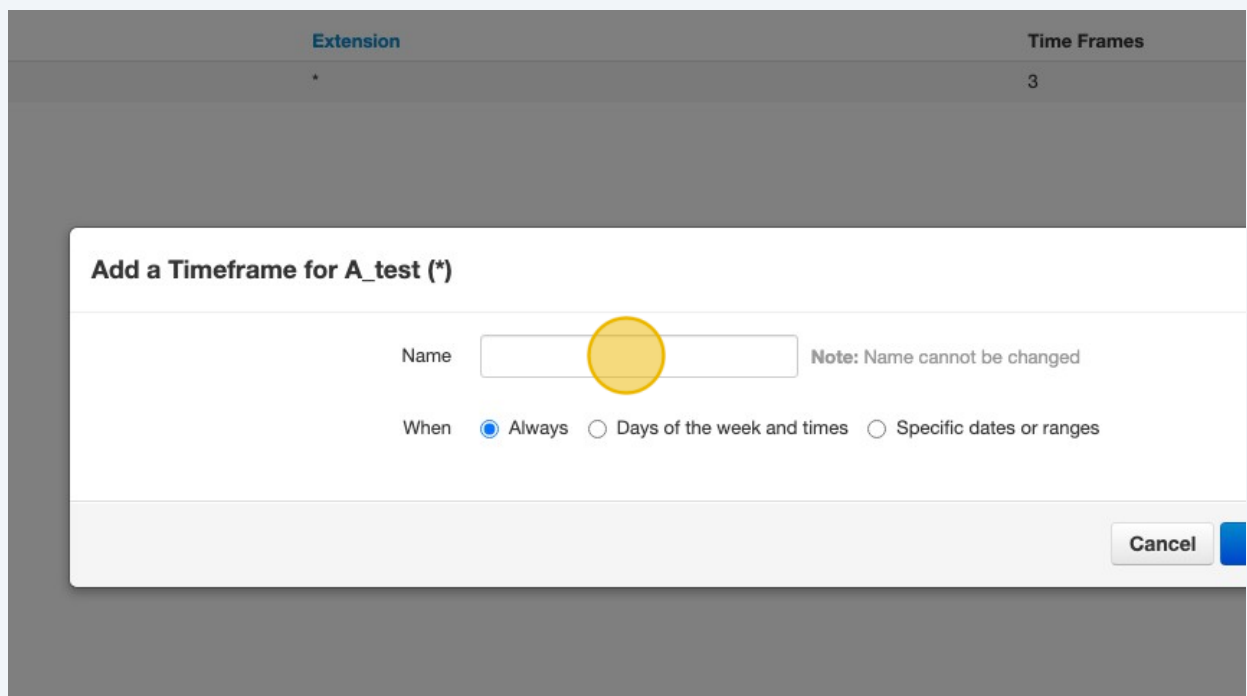 Extension Time Frames
* 3
Add a Timeframe for A_test (*)
Name Note: Name cannot be changed
When Always Days of the week and times Specific dates or ranges
Cancel